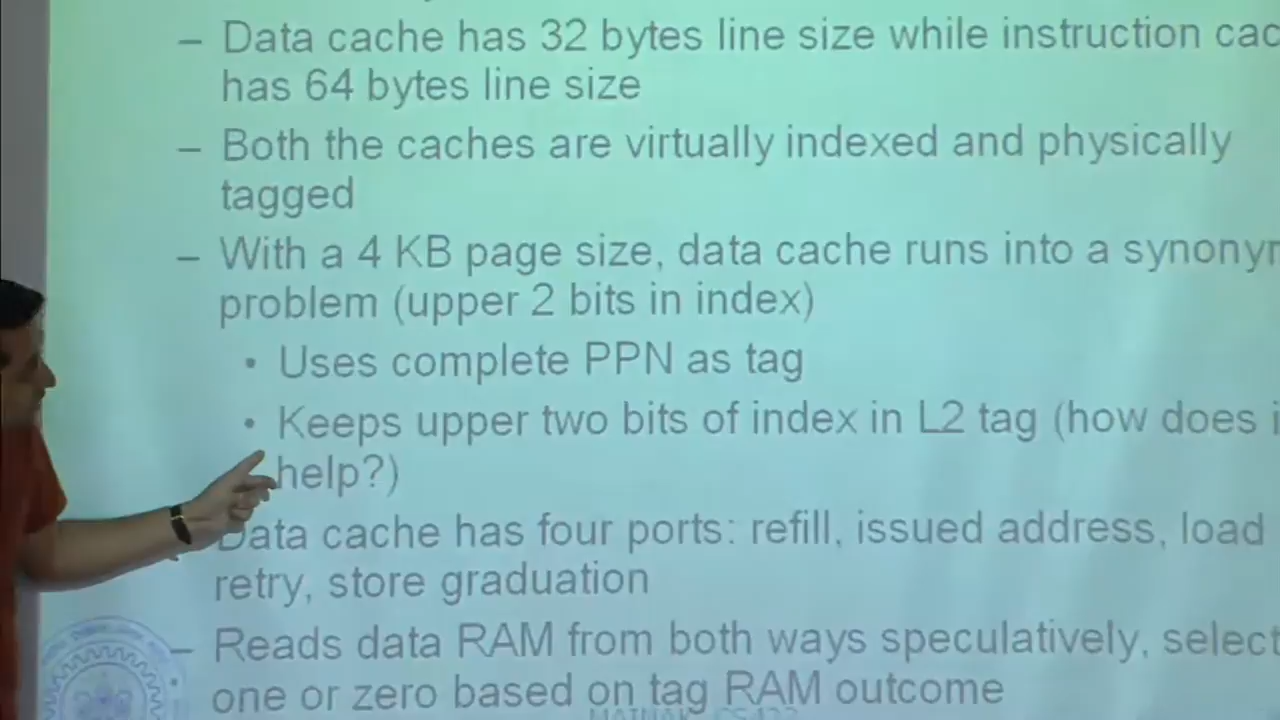 – Data cache has 32 bytes line size while instruction cac
has 64 bytes line size
– Both the caches are virtually indexed and physically
tagged
– With a 4 KB page size, data cache runs into a synonym
problem (upper 2 bits in index)
• Uses complete PPN as tag
• Keeps upper two bits of index in L2 tag (how does i
help?)
Data cache has four ports: refill, issued address, load
retry, store graduation
– Reads data RAM from both ways speculatively, select
one or zero based on tag RAM outcome